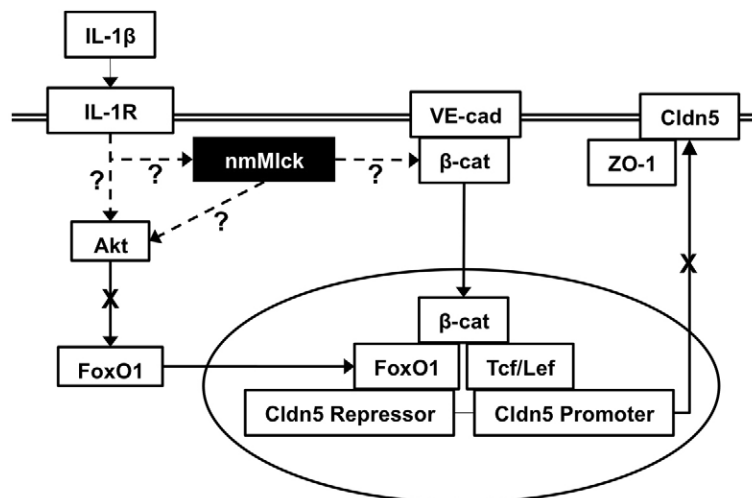 IL-1β
IL-1R
VE-cad
Cldn5
nmMlck
β-cat
ZO-1
?
?
?
?
Akt
X
X
β-cat
FoxO1
FoxO1
Tcf/Lef
Cldn5 Repressor
Cldn5 Promoter